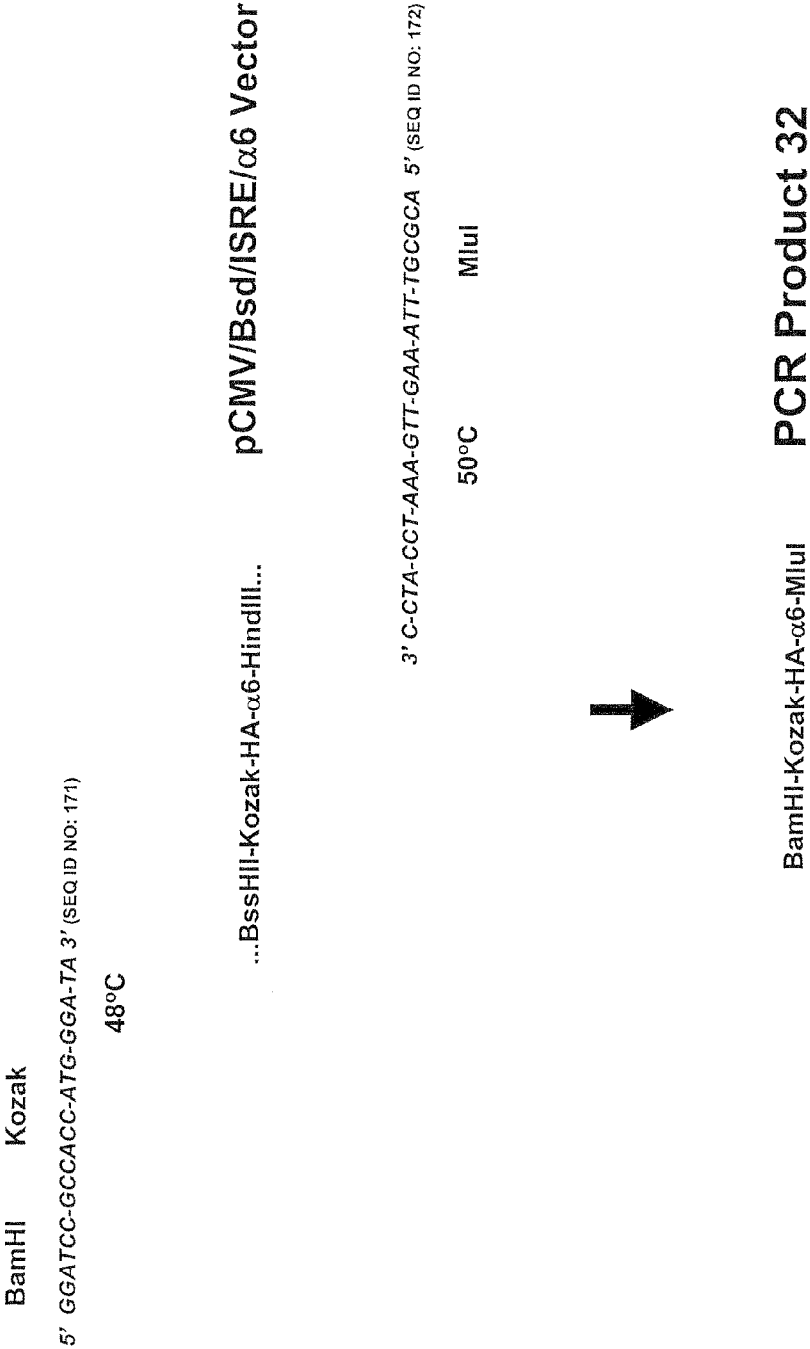 BamHI Kozak
5' GGATCC-GCCACC-ATG-GGA-TA 3' (SEQ ID NO: 171)
48°C
...BssHII-Kozak-HA-α6-HindIII... pCMV/Bsd/ISRE/α6 Vector
3' C-CTA-CCT-AAA-GTT-GAA-ATT-TGCGCA 5' (SEQ ID NO: 172)
50°C MluI
BamHI-Kozak-HA-α6-MluI PCR Product 32